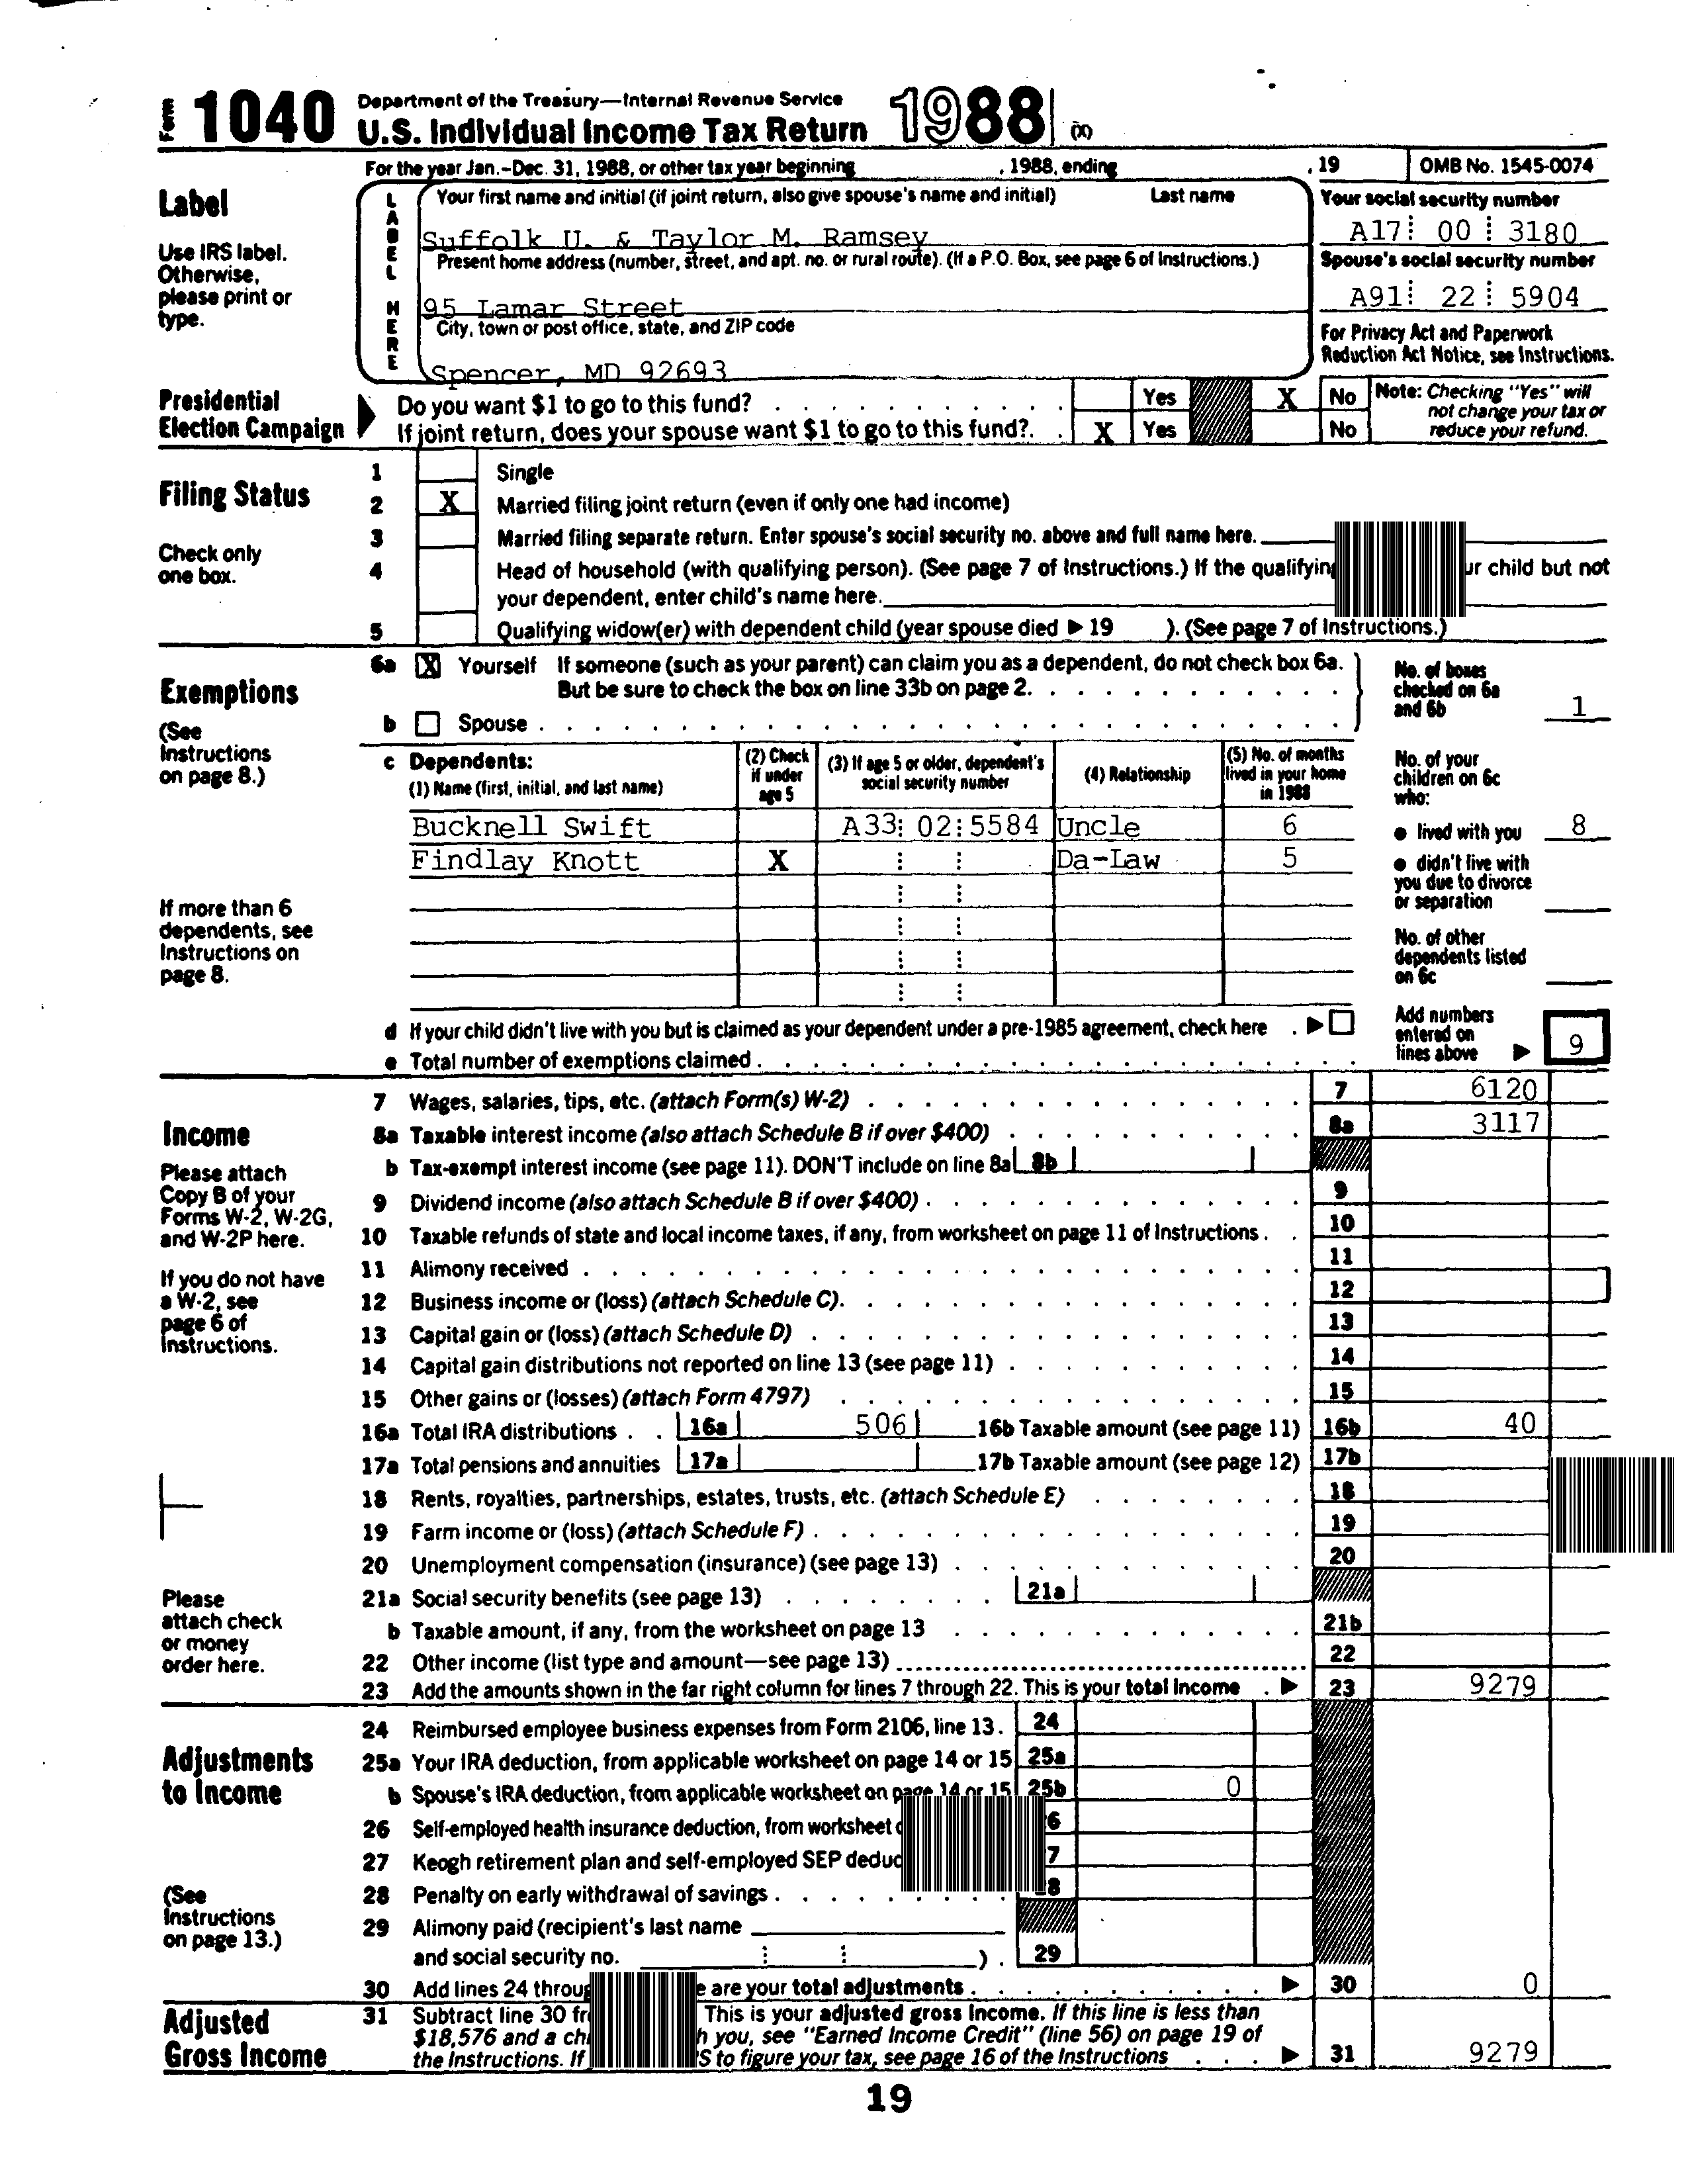 Form 1040 Department of the Treasury—Internal Revenue Service
U.S. Individual Income Tax Return 1988 (X)
For the year Jan.-Dec. 31, 1988, or other tax year beginning , 1988, ending , 19 OMB No. 1545-0074
Label
Use IRS label.
Otherwise,
please print or
type.
LABEL HERE
Your first name and initial (if joint return, also give spouse's name and initial) Last name
Suffolk U. & Taylor M. Ramsey
Present home address (number, street, and apt. no. or rural route). (If a P.O. Box, see page 6 of Instructions.)
95 Lamar Street
City, town or post office, state, and ZIP code
Spencer, MD 92693
Your social security number
A17 00 3180
Spouse's social security number
A91 22 5904
For Privacy Act and Paperwork
Reduction Act Notice, see Instructions.
Presidential
Election Campaign
Do you want $1 to go to this fund? Yes X No
If joint return, does your spouse want $1 to go to this fund? X Yes No
Note: Checking "Yes" will
not change your tax or
reduce your refund.
Filing Status
Check only
one box.
1 Single
2 X Married filing joint return (even if only one had income)
3 Married filing separate return. Enter spouse's social security no. above and full name here.
4 Head of household (with qualifying person). (See page 7 of Instructions.) If the qualifying ur child but not
your dependent, enter child's name here.
5 Qualifying widow(er) with dependent child (year spouse died ▶ 19 ). (See page 7 of Instructions.)
Exemptions
(See
Instructions
on page 8.)
6a X Yourself If someone (such as your parent) can claim you as a dependent, do not check box 6a.
But be sure to check the box on line 33b on page 2.
b Spouse
No. of boxes
checked on 6a
and 6b 1
c Dependents:
(1) Name (first, initial, and last name)
(2) Check
if under
age 5
(3) If age 5 or older, dependent's
social security number
(4) Relationship
(5) No. of months
lived in your home
in 1988
Bucknell Swift A33 02 5584 Uncle 6
Findlay Knott X Da-Law 5
No. of your
children on 6c
who:
● lived with you 8
● didn't live with
you due to divorce
or separation
No. of other
dependents listed
on 6c
If more than 6
dependents, see
Instructions on
page 8.
d If your child didn't live with you but is claimed as your dependent under a pre-1985 agreement, check here ▶
e Total number of exemptions claimed
Add numbers
entered on
lines above ▶ 9
Income
Please attach
Copy B of your
Forms W-2, W-2G,
and W-2P here.
If you do not have
a W-2, see
page 6 of
Instructions.
Please
attach check
or money
order here.
7 Wages, salaries, tips, etc. (attach Form(s) W-2) 7 6120
8a Taxable interest income (also attach Schedule B if over $400) 8a 3117
b Tax-exempt interest income (see page 11). DON'T include on line 8a 8b
9 Dividend income (also attach Schedule B if over $400) 9
10 Taxable refunds of state and local income taxes, if any, from worksheet on page 11 of Instructions 10
11 Alimony received 11
12 Business income or (loss) (attach Schedule C) 12
13 Capital gain or (loss) (attach Schedule D) 13
14 Capital gain distributions not reported on line 13 (see page 11) 14
15 Other gains or (losses) (attach Form 4797) 15
16a Total IRA distributions 16a 506 16b Taxable amount (see page 11) 16b 40
17a Total pensions and annuities 17a 17b Taxable amount (see page 12) 17b
18 Rents, royalties, partnerships, estates, trusts, etc. (attach Schedule E) 18
19 Farm income or (loss) (attach Schedule F) 19
20 Unemployment compensation (insurance) (see page 13) 20
21a Social security benefits (see page 13) 21a
b Taxable amount, if any, from the worksheet on page 13 21b
22 Other income (list type and amount—see page 13) 22
23 Add the amounts shown in the far right column for lines 7 through 22. This is your total income ▶ 23 9279
Adjustments
to Income
(See
Instructions
on page 13.)
24 Reimbursed employee business expenses from Form 2106, line 13 24
25a Your IRA deduction, from applicable worksheet on page 14 or 15 25a
b Spouse's IRA deduction, from applicable worksheet on page 14 or 15 25b 0
26 Self-employed health insurance deduction, from worksheet 6
27 Keogh retirement plan and self-employed SEP deduc 7
28 Penalty on early withdrawal of savings 8
29 Alimony paid (recipient's last name
and social security no. ) 29
30 Add lines 24 throug e are your total adjustments ▶ 30 0
Adjusted
Gross Income
31 Subtract line 30 fr This is your adjusted gross income. If this line is less than
$18,576 and a chi h you, see "Earned Income Credit" (line 56) on page 19 of
the Instructions. If S to figure your tax, see page 16 of the Instructions ▶ 31 9279
19